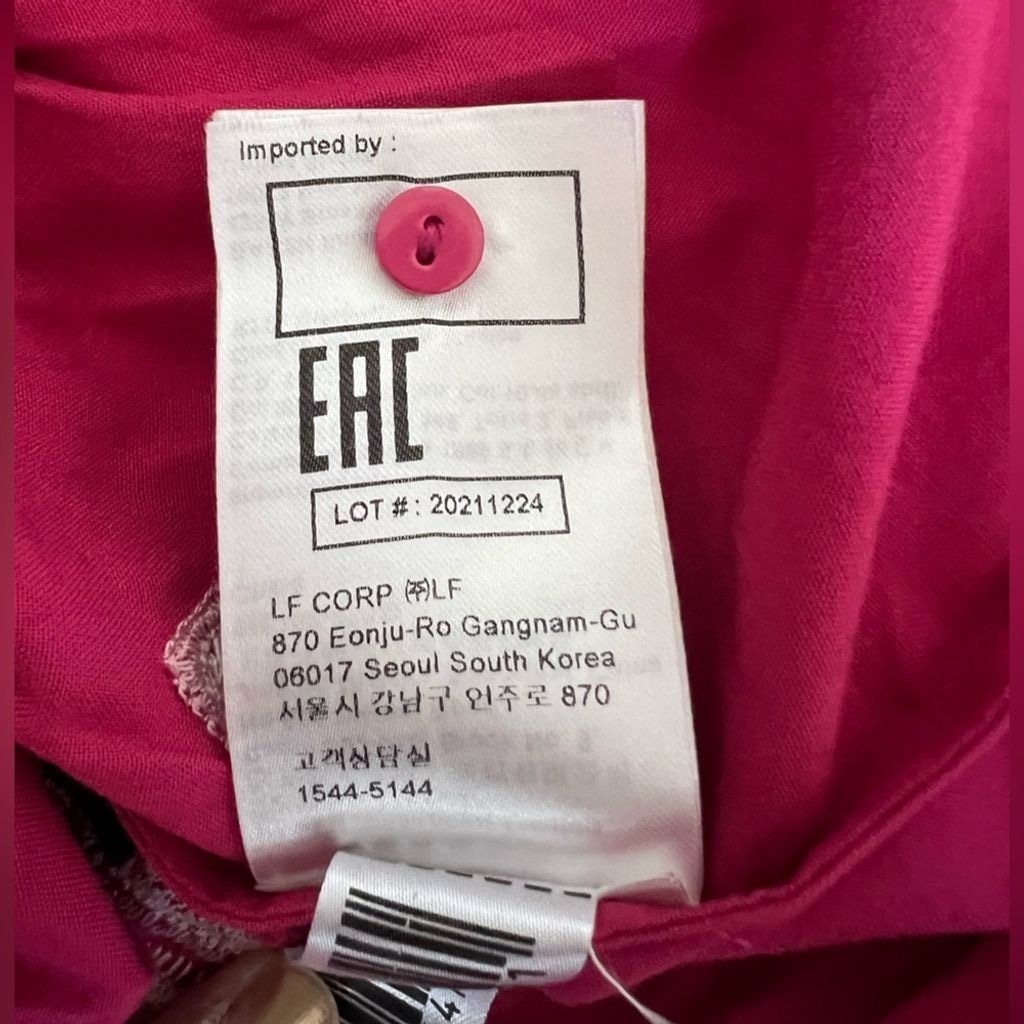 Imported by :
EAC
LOT # : 20211224
LF CORP ㈜LF
870 Eonju-Ro Gangnam-Gu
06017 Seoul South Korea
서울시 강남구 언주로 870
고객상담실
1544-5144